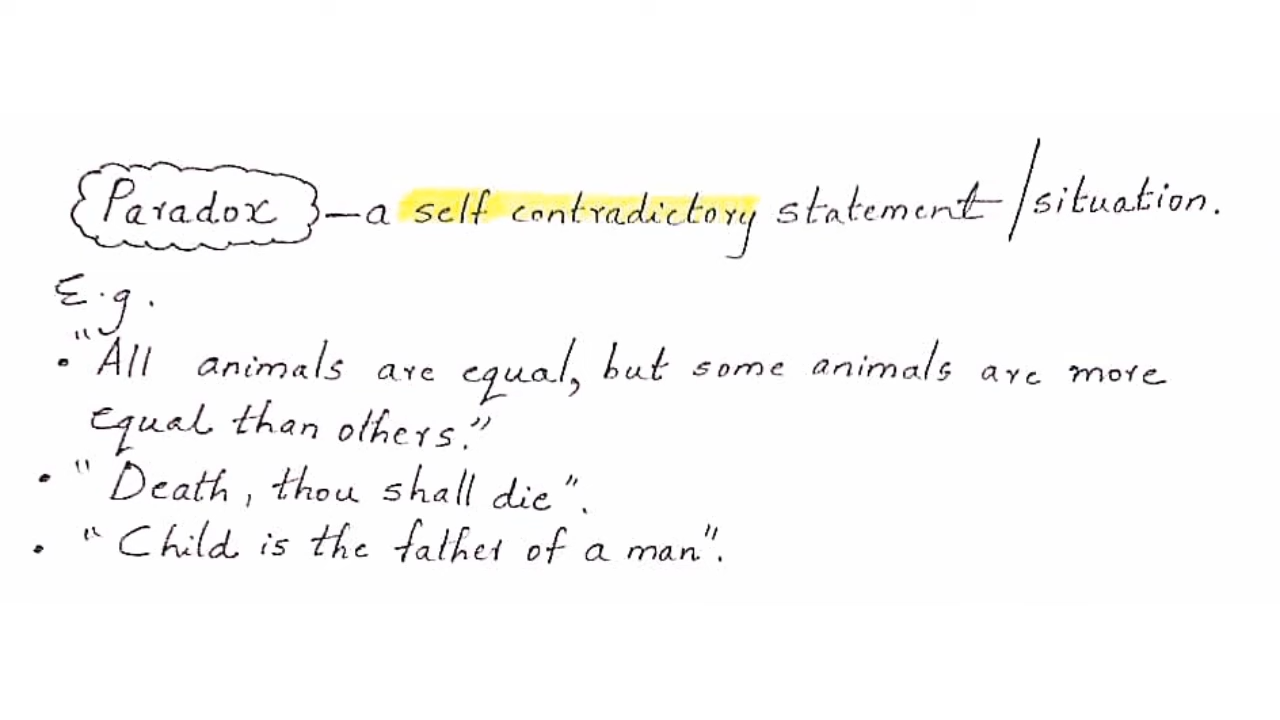 Paradox — a self contradictory statement/situation.
E.g.
• "All animals are equal, but some animals are more
equal than others."
• "Death, thou shall die".
• "Child is the father of a man".